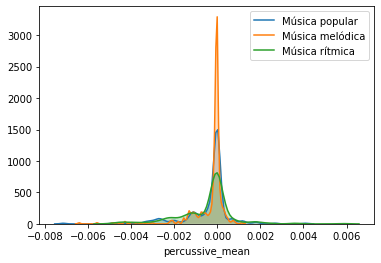 Música popular
Música melódica
Música rítmica
3000
2500
2000
1500
1000
500
0
−0.008 −0.006 −0.004 −0.002 0.000 0.002 0.004 0.006
percussive_mean